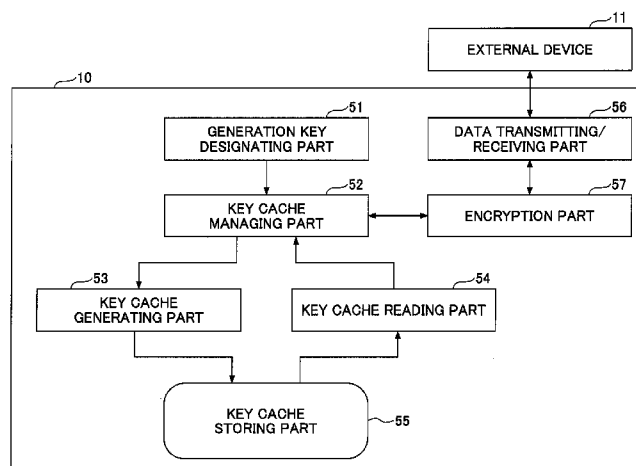 11
EXTERNAL DEVICE
10
51
GENERATION KEY
DESIGNATING PART
56
DATA TRANSMITTING/
RECEIVING PART
52
KEY CACHE
MANAGING PART
57
ENCRYPTION PART
53
KEY CACHE
GENERATING PART
54
KEY CACHE READING PART
KEY CACHE
STORING PART
55